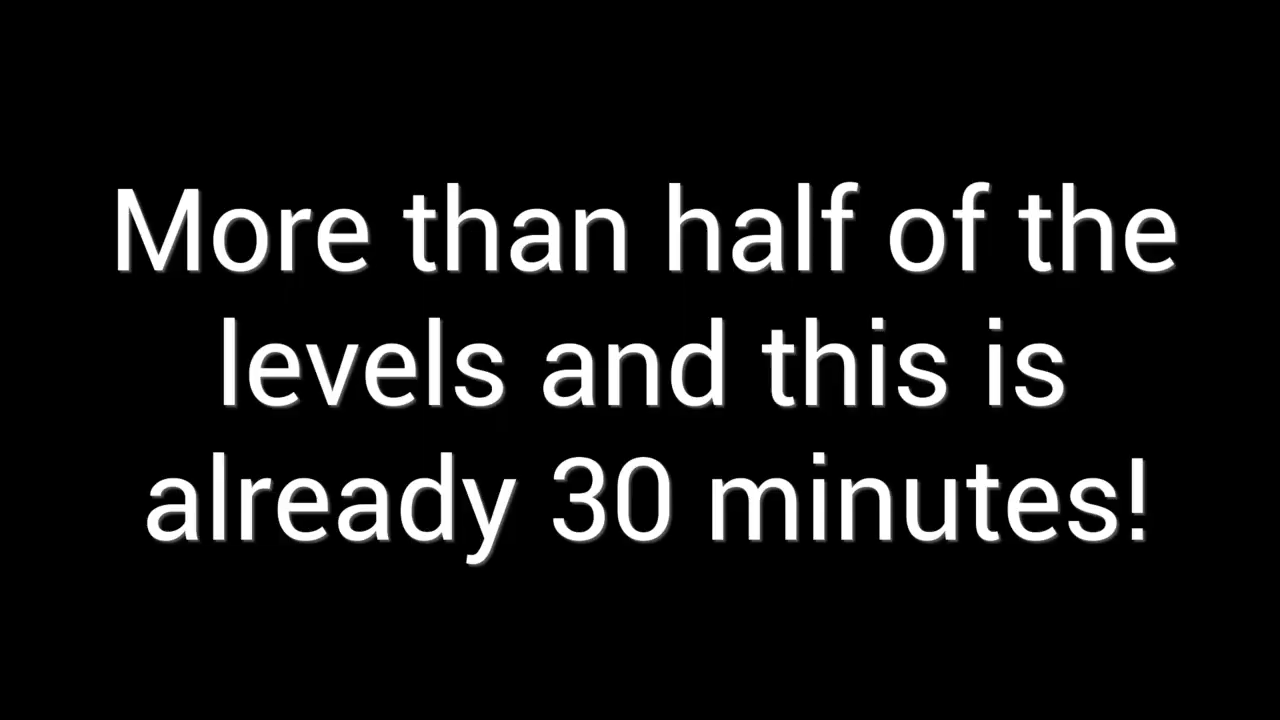 More than half of the
levels and this is
already 30 minutes!